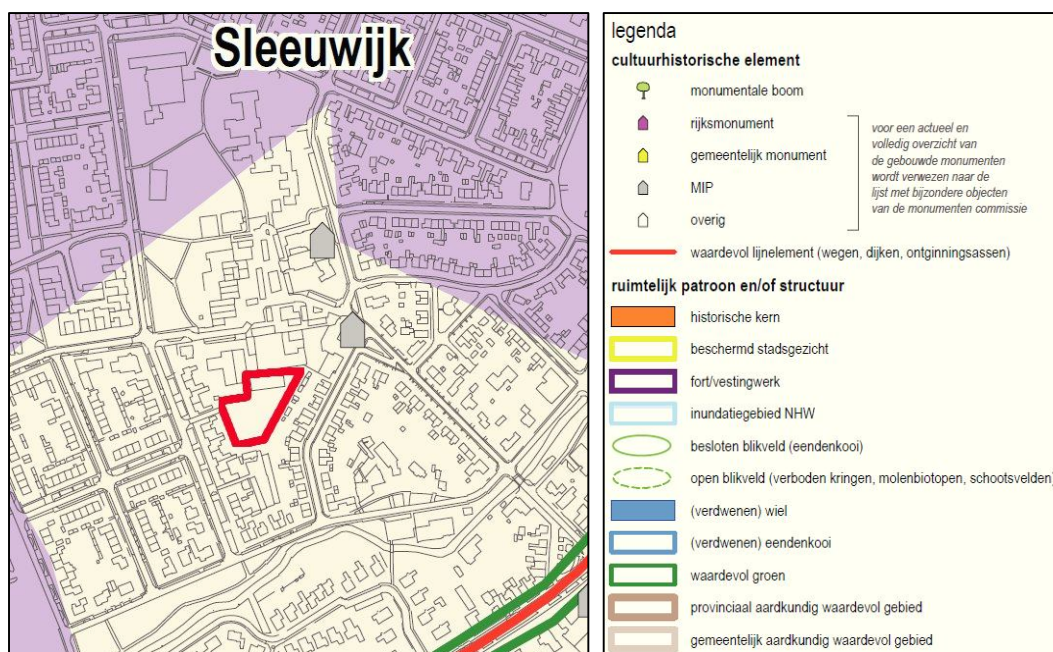 Sleeuwijk
legenda
cultuurhistorische element
monumentale boom
rijksmonument
gemeentelijk monument
MIP
overig
voor een actueel en
volledig overzicht van
de gebouwde monumenten
wordt verwezen naar de
lijst met bijzondere objecten
van de monumenten commissie
waardevol lijnelement (wegen, dijken, ontginningsassen)
ruimtelijk patroon en/of structuur
historische kern
beschermd stadsgezicht
fort/vestingwerk
inundatiegebied NHW
besloten blikveld (eendenkooi)
open blikveld (verboden kringen, molenbiotopen, schootsvelden)
(verdwenen) wiel
(verdwenen) eendenkooi
waardevol groen
provinciaal aardkundig waardevol gebied
gemeentelijk aardkundig waardevol gebied